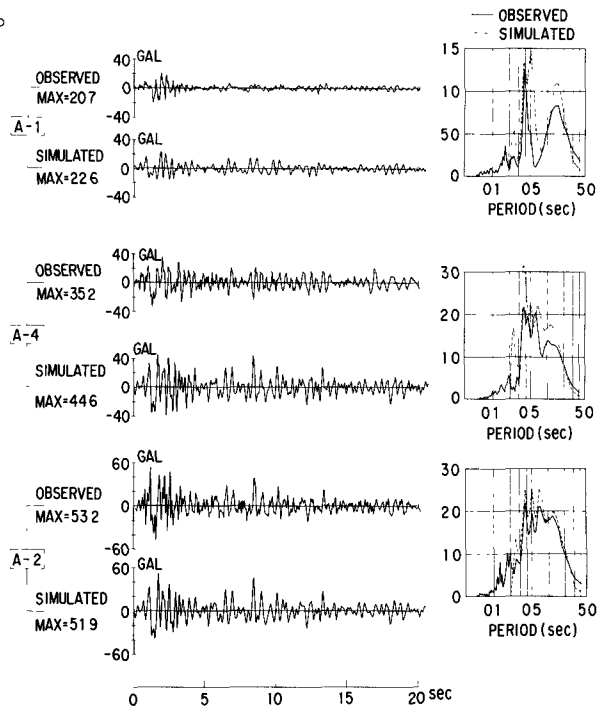 — OBSERVED
-- SIMULATED
GAL
40
0
-40
OBSERVED
MAX=207
A-1
GAL
40
0
-40
SIMULATED
MAX=226
15
10
50
0
01 05 50
PERIOD(sec)
GAL
40
0
-40
OBSERVED
MAX=352
A-4
GAL
40
0
-40
SIMULATED
MAX=446
30
20
10
0
01 05 50
PERIOD(sec)
GAL
60
0
-60
OBSERVED
MAX=532
A-2
GAL
60
0
-60
SIMULATED
MAX=519
30
20
10
0
01 05 50
PERIOD(sec)
0 5 10 15 20 sec